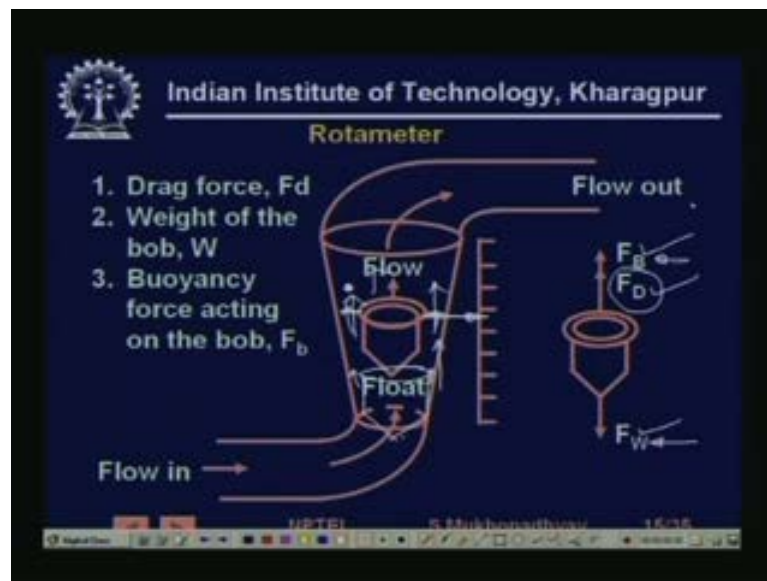 Indian Institute of Technology, Kharagpur
Rotameter
1. Drag force, Fd
2. Weight of the
bob, W
3. Buoyancy
force acting
on the bob, Fb
Flow out
Flow
Float
Flow in
FB
FD
FW
NPTEL S.Mukhopadhyay 15/35